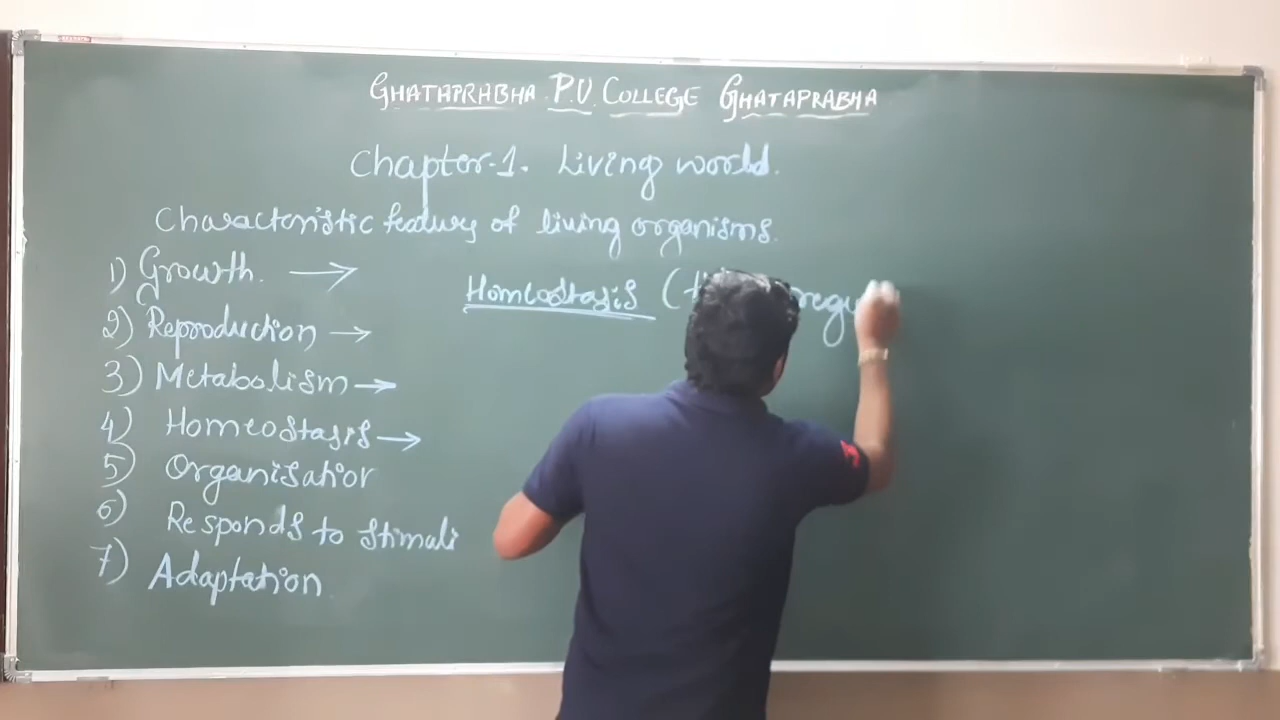 GHATAPRABHA P.U. COLLEGE GHATAPRABHA
Chapter-1. Living world.
Characteristic features of living organisms.
1) Growth. →
Homeostasis (
2) Reproduction →
3) Metabolism →
4) Homeostasis →
5) Organisation
6) Responds to Stimuli
7) Adaptation